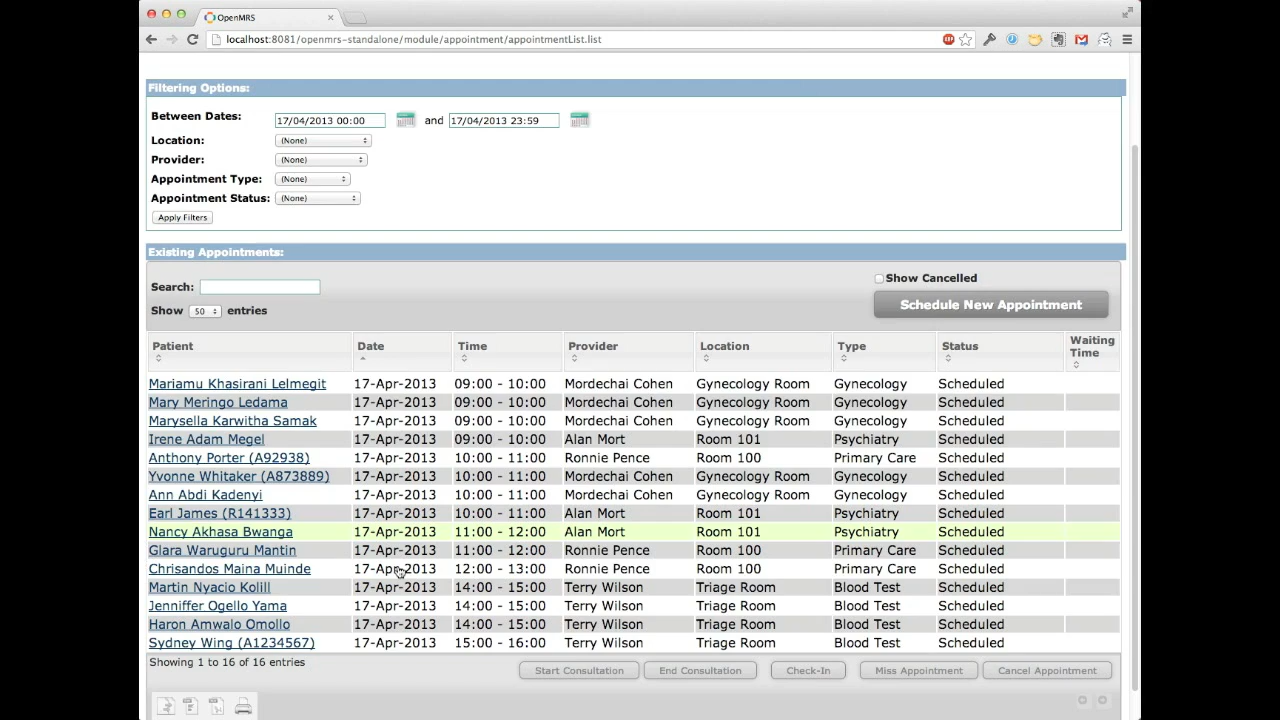 OpenMRS
localhost:8081/openmrs-standalone/module/appointment/appointmentList.list
Filtering Options:
Between Dates: 17/04/2013 00:00 and 17/04/2013 23:59
Location: (None)
Provider: (None)
Appointment Type: (None)
Appointment Status: (None)
Apply Filters
Existing Appointments:
Show Cancelled
Search:
Schedule New Appointment
Show 50 entries
Patient Date Time Provider Location Type Status Waiting Time
Mariamu Khasirani Lelmegit 17-Apr-2013 09:00 - 10:00 Mordechai Cohen Gynecology Room Gynecology Scheduled
Mary Meringo Ledama 17-Apr-2013 09:00 - 10:00 Mordechai Cohen Gynecology Room Gynecology Scheduled
Marysella Karwitha Samak 17-Apr-2013 09:00 - 10:00 Mordechai Cohen Gynecology Room Gynecology Scheduled
Irene Adam Megel 17-Apr-2013 09:00 - 10:00 Alan Mort Room 101 Psychiatry Scheduled
Anthony Porter (A92938) 17-Apr-2013 10:00 - 11:00 Ronnie Pence Room 100 Primary Care Scheduled
Yvonne Whitaker (A873889) 17-Apr-2013 10:00 - 11:00 Mordechai Cohen Gynecology Room Gynecology Scheduled
Ann Abdi Kadenyi 17-Apr-2013 10:00 - 11:00 Mordechai Cohen Gynecology Room Gynecology Scheduled
Earl James (R141333) 17-Apr-2013 10:00 - 11:00 Alan Mort Room 101 Psychiatry Scheduled
Nancy Akhasa Bwanga 17-Apr-2013 11:00 - 12:00 Alan Mort Room 101 Psychiatry Scheduled
Glara Waruguru Mantin 17-Apr-2013 11:00 - 12:00 Ronnie Pence Room 100 Primary Care Scheduled
Chrisandos Maina Muinde 17-Apr-2013 12:00 - 13:00 Ronnie Pence Room 100 Primary Care Scheduled
Martin Nyacio Kolill 17-Apr-2013 14:00 - 15:00 Terry Wilson Triage Room Blood Test Scheduled
Jenniffer Ogello Yama 17-Apr-2013 14:00 - 15:00 Terry Wilson Triage Room Blood Test Scheduled
Haron Amwalo Omollo 17-Apr-2013 14:00 - 15:00 Terry Wilson Triage Room Blood Test Scheduled
Sydney Wing (A1234567) 17-Apr-2013 15:00 - 16:00 Terry Wilson Triage Room Blood Test Scheduled
Showing 1 to 16 of 16 entries
Start Consultation End Consultation Check-In Miss Appointment Cancel Appointment